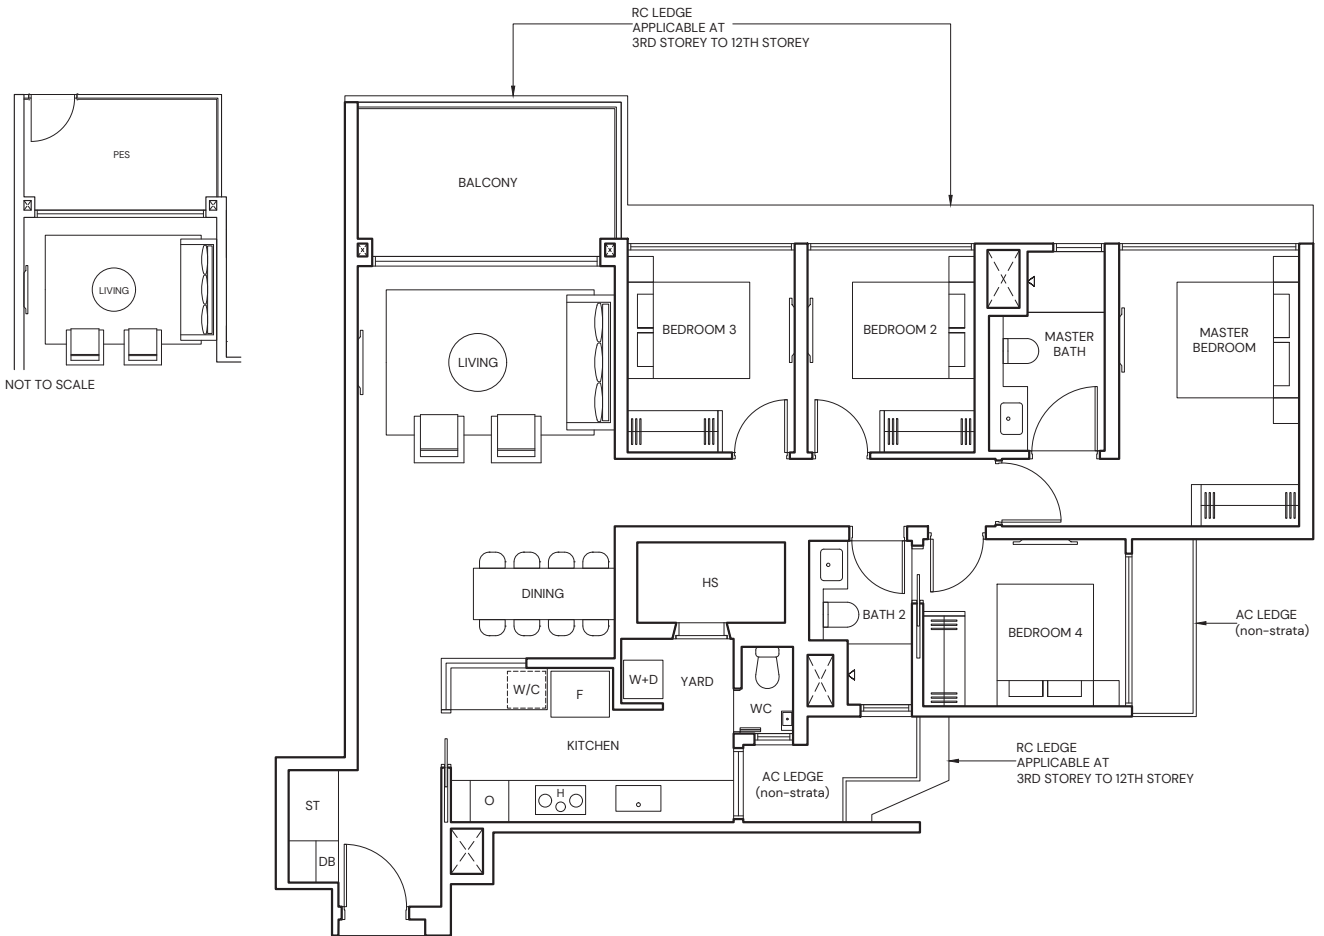 RC LEDGE
APPLICABLE AT
3RD STOREY TO 12TH STOREY
PES
LIVING
NOT TO SCALE
BALCONY
LIVING
BEDROOM 3
BEDROOM 2
MASTER
BATH
MASTER
BEDROOM
DINING
HS
BATH 2
BEDROOM 4
AC LEDGE
(non-strata)
W/C
F
W+D
YARD
WC
KITCHEN
AC LEDGE
(non-strata)
RC LEDGE
APPLICABLE AT
3RD STOREY TO 12TH STOREY
ST
O
H
DB